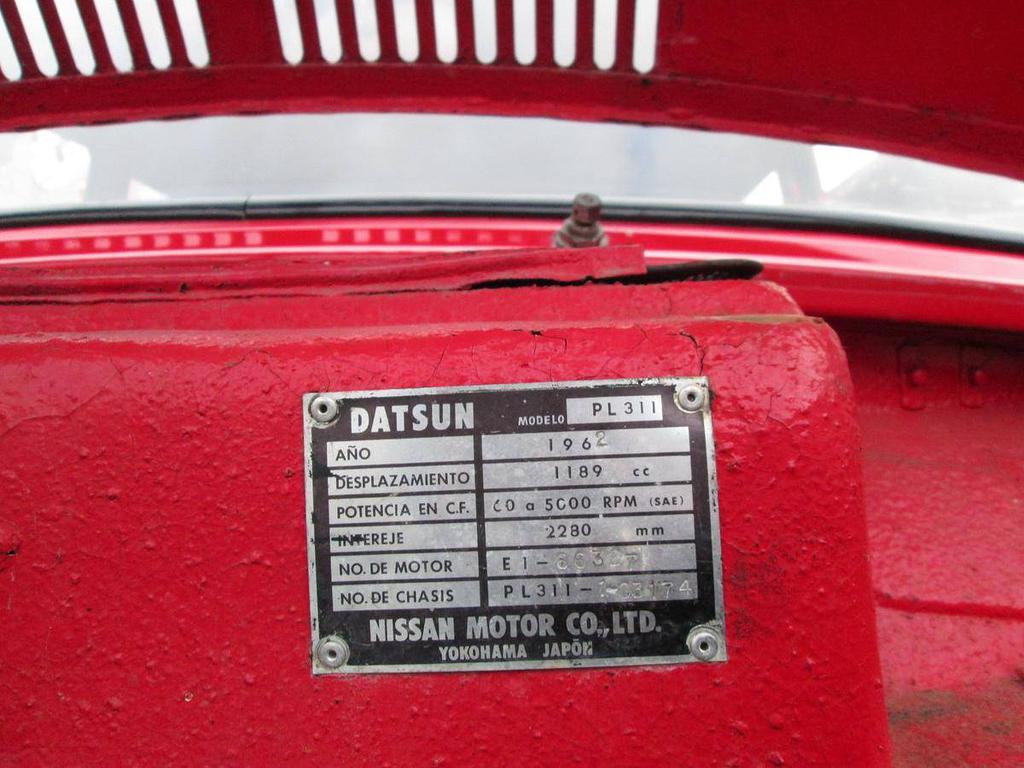 DATSUN MODELO PL311
AÑO 1962
DESPLAZAMIENTO 1189 cc
POTENCIA EN C.F. 60 a 5000 RPM (SAE)
INTEREJE 2280 mm
NO. DE MOTOR
NO. DE CHASIS
NISSAN MOTOR CO., LTD.
YOKOHAMA JAPÓN